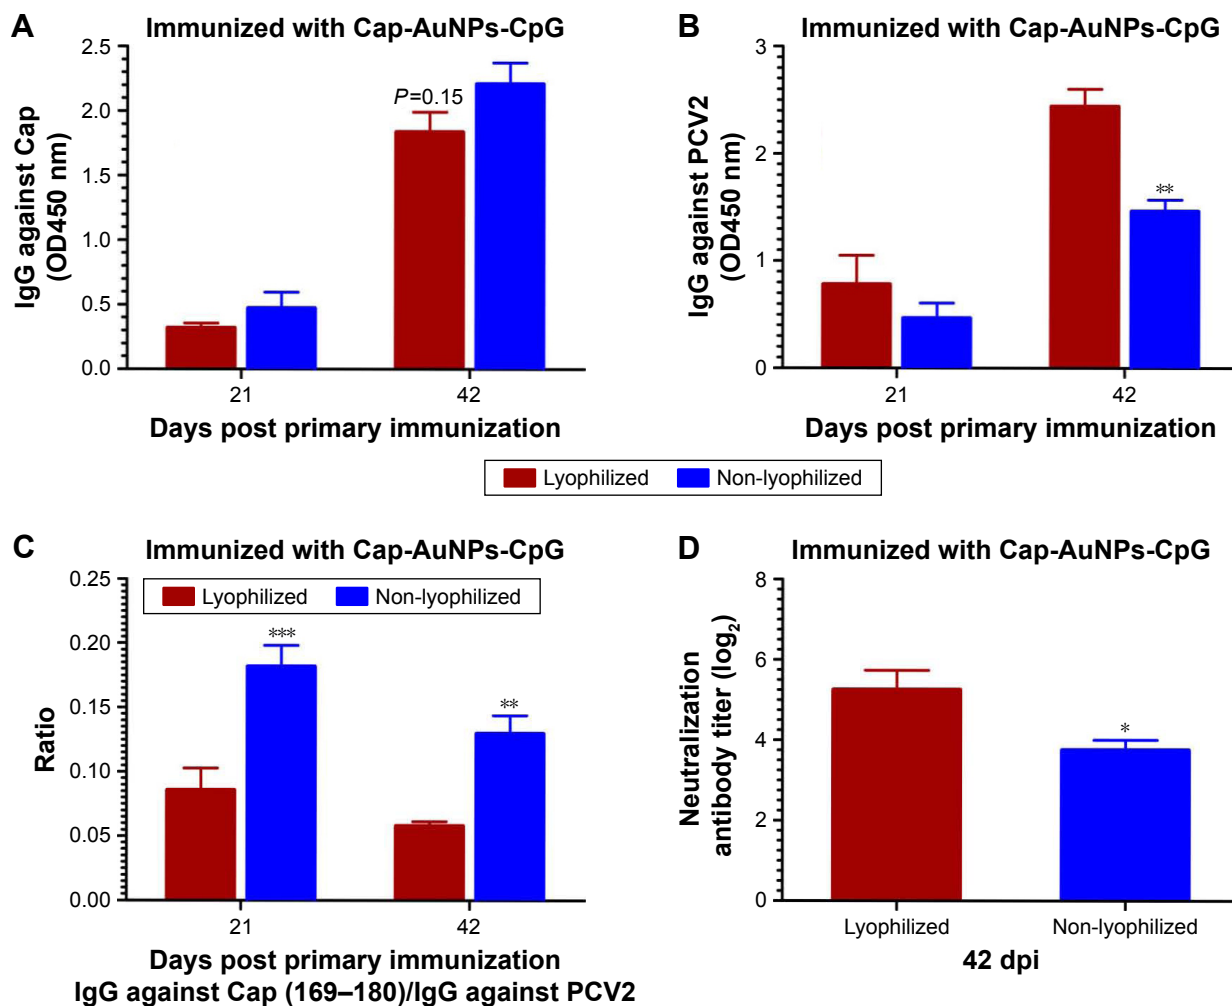 A
Immunized with Cap-AuNPs-CpG
IgG against Cap
(OD450 nm)
2.5
2.0
1.5
1.0
0.5
0.0
P=0.15
21
42
Days post primary immunization
B
Immunized with Cap-AuNPs-CpG
IgG against PCV2
(OD450 nm)
3
2
1
0
**
21
42
Days post primary immunization
Lyophilized
Non-lyophilized
C
Immunized with Cap-AuNPs-CpG
Ratio
0.25
0.20
0.15
0.10
0.05
0.00
Lyophilized
Non-lyophilized
***
**
21
42
Days post primary immunization
IgG against Cap (169–180)/IgG against PCV2
D
Immunized with Cap-AuNPs-CpG
Neutralization
antibody titer (log₂)
8
6
4
2
0
*
Lyophilized
Non-lyophilized
42 dpi